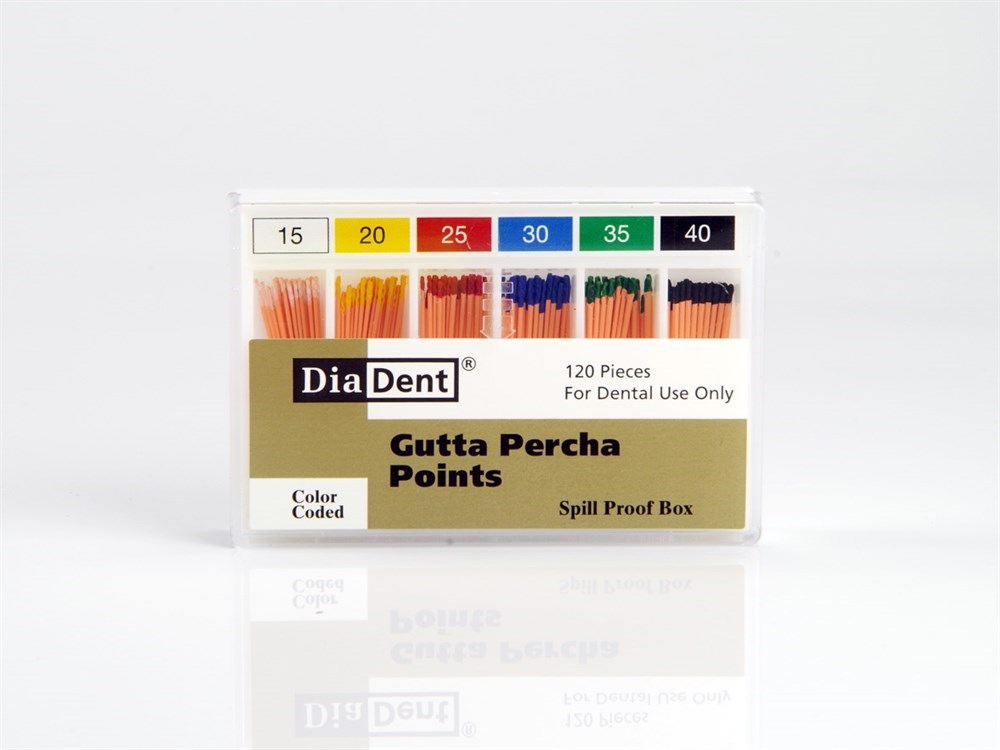 15 20 25 30 35 40
DiaDent®
120 Pieces
For Dental Use Only
Gutta Percha
Points
Color
Coded
Spill Proof Box